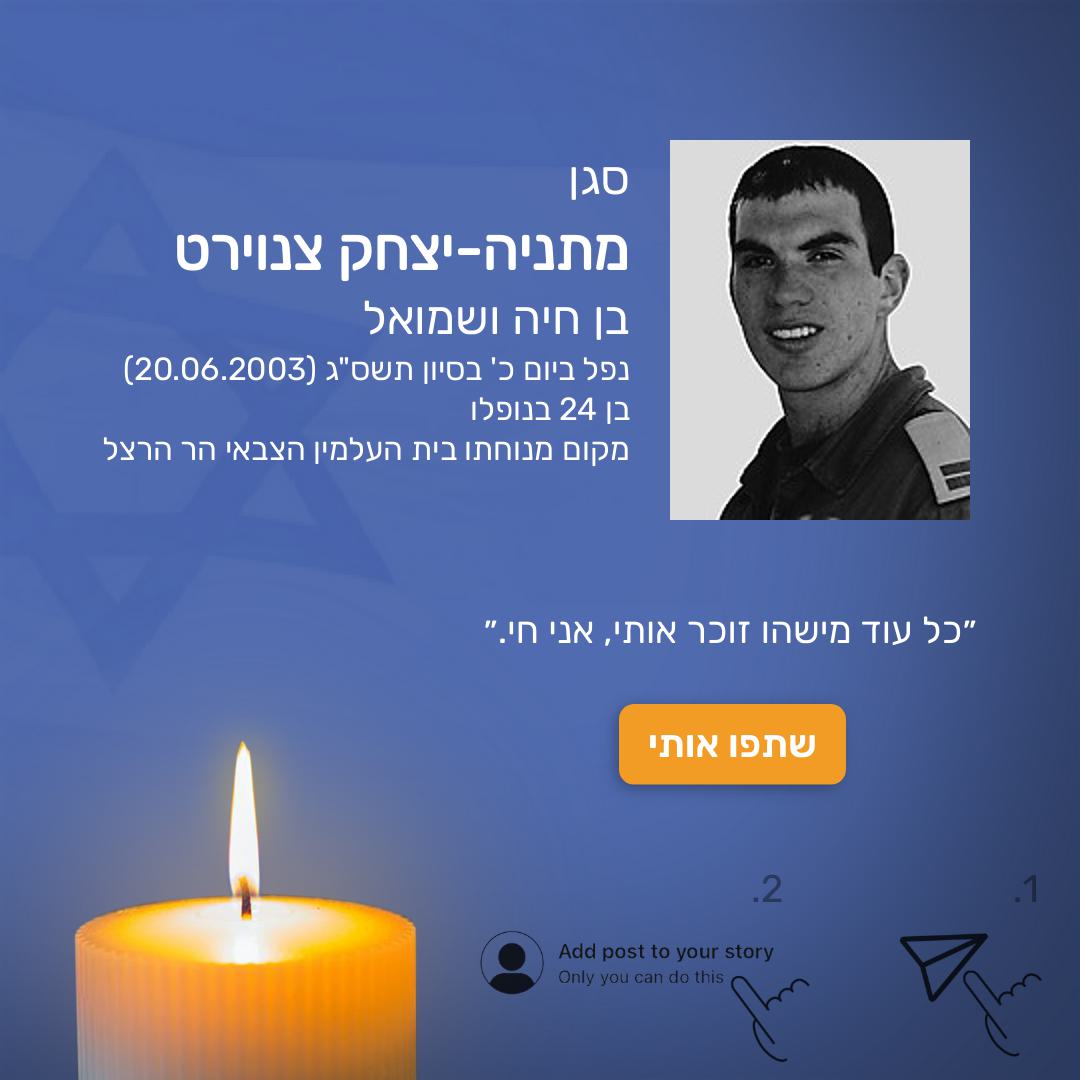 סגן
מתניה-יצחק צנוירט
בן חיה ושמואל
נפל ביום כ' בסיון תשס"ג (20.06.2003)
בן 24 בנופלו
מקום מנוחתו בית העלמין הצבאי הר הרצל
״כל עוד מישהו זוכר אותי, אני חי.״
שתפו אותי
1.
2.
Add post to your story
Only you can do this